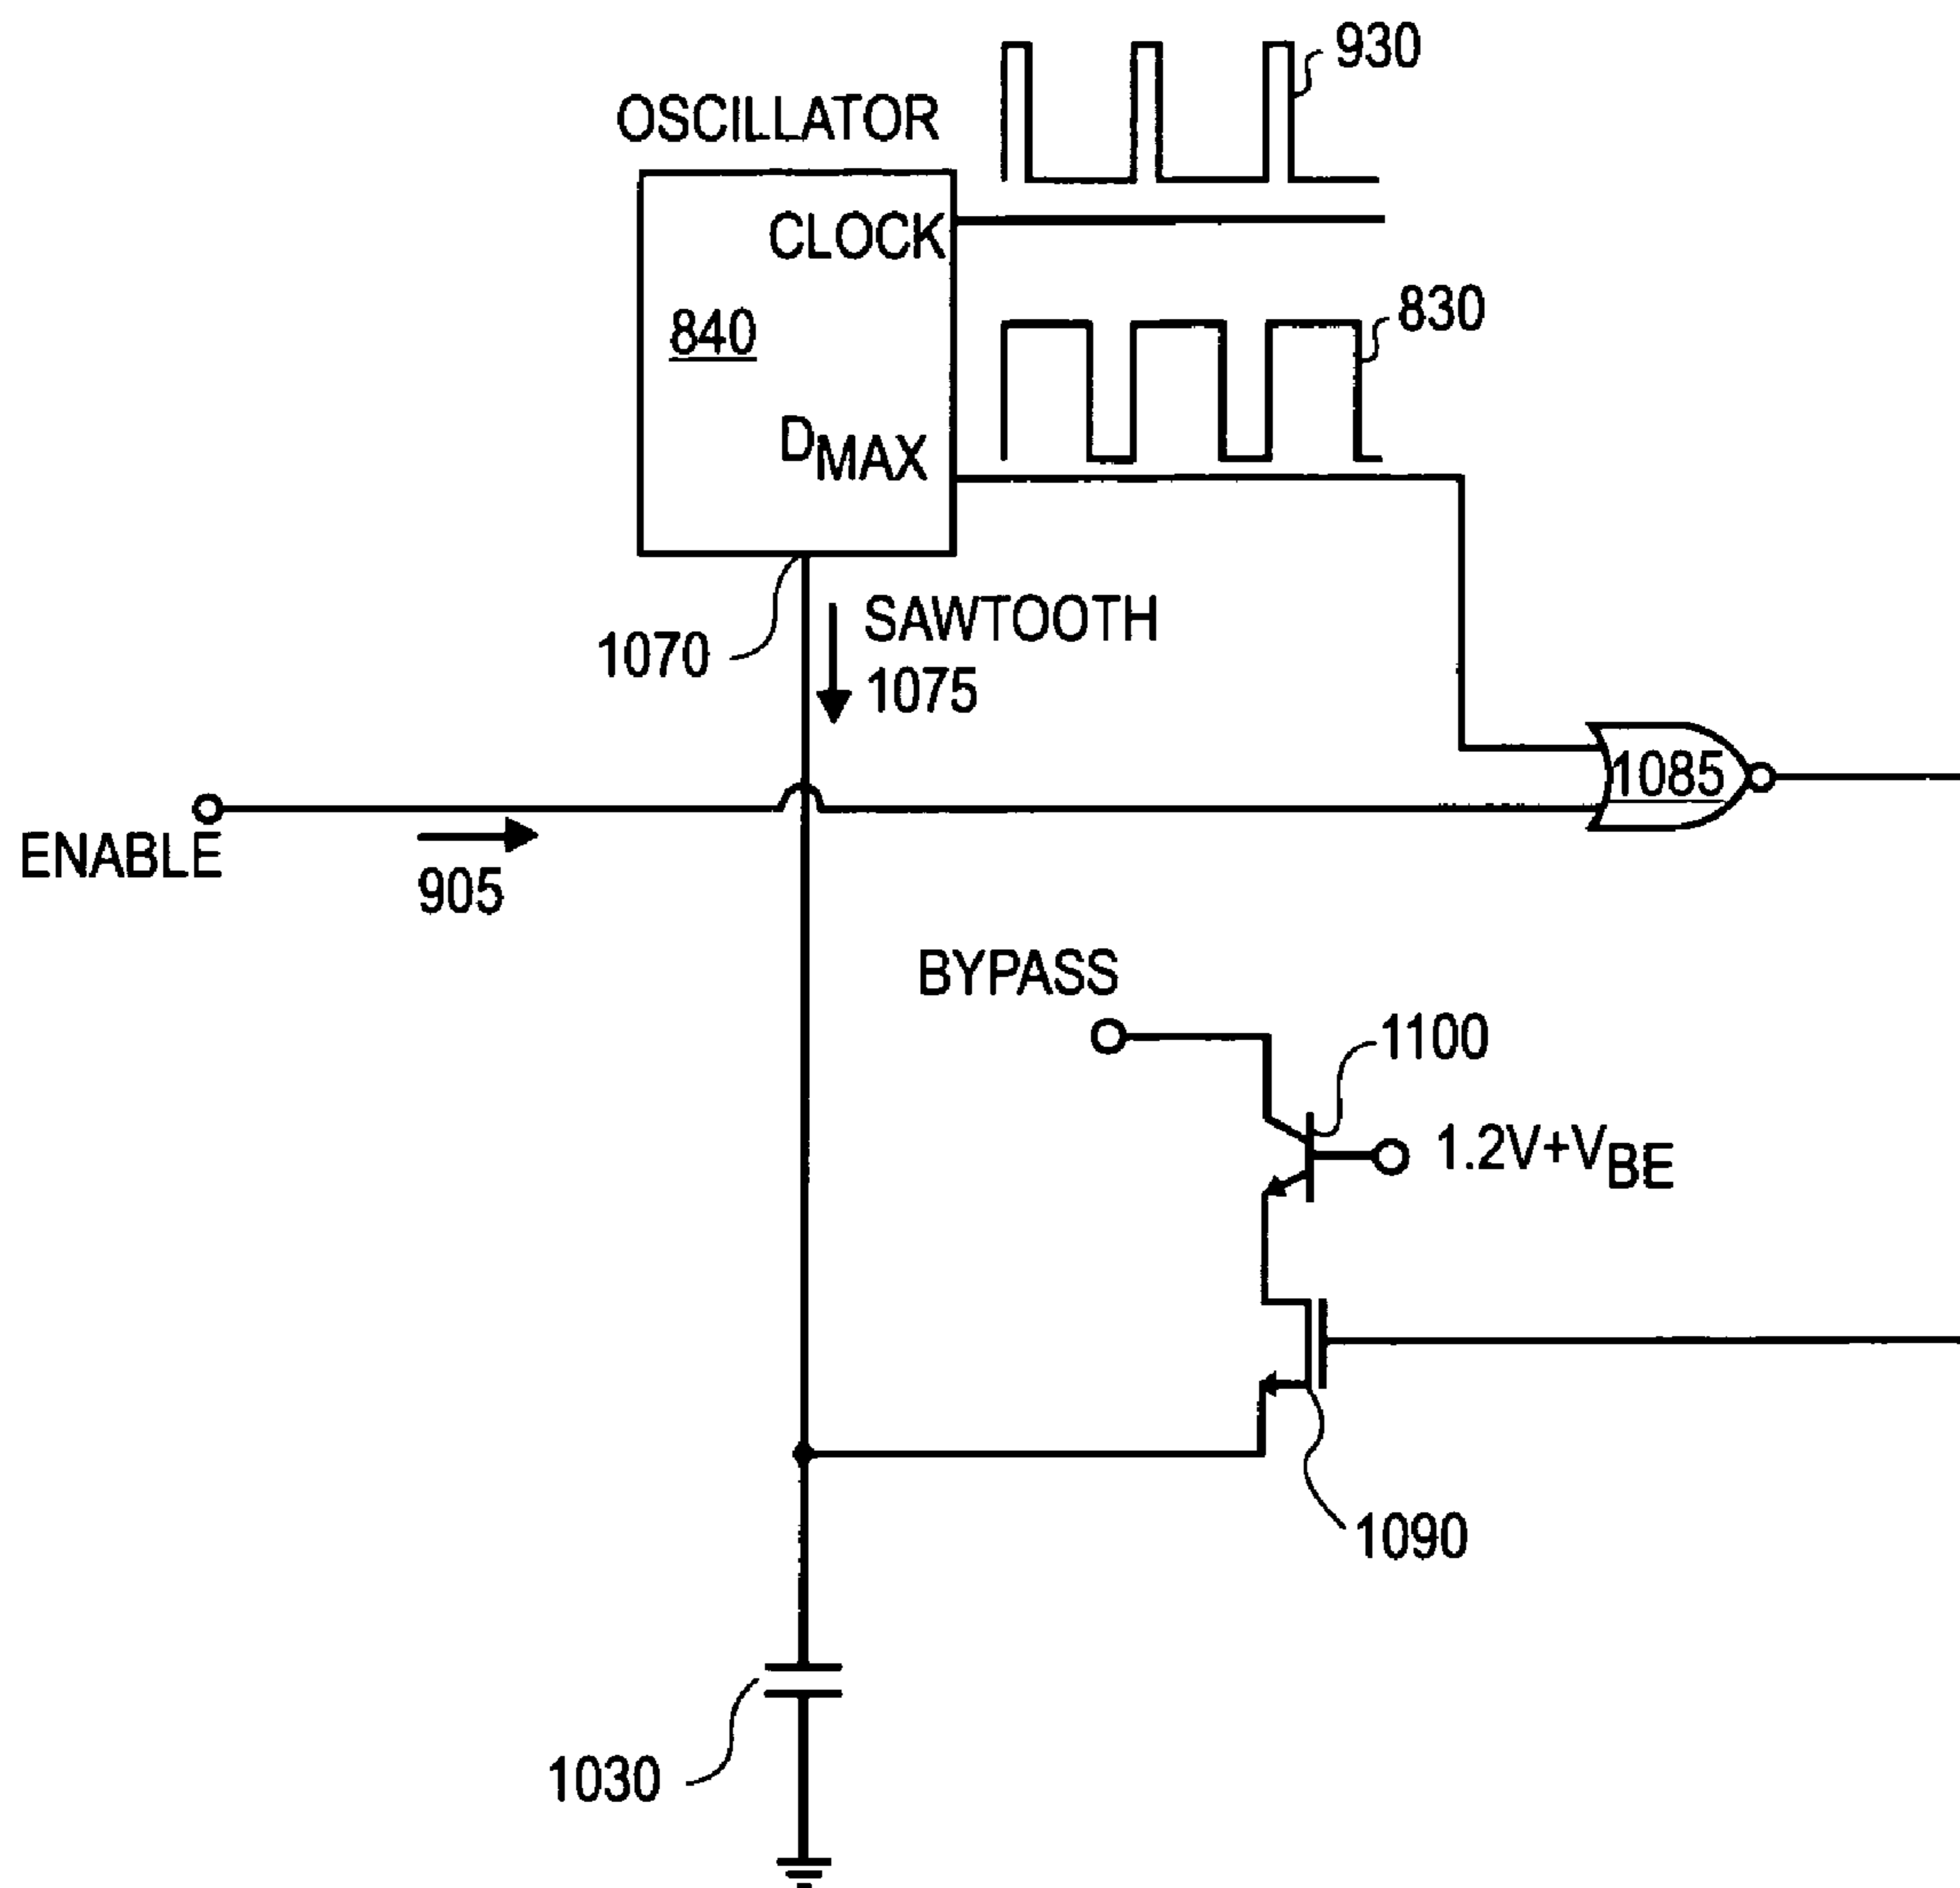 930
OSCILLATOR
CLOCK
840
830
DMAX
SAWTOOTH
1075
1070
1085
ENABLE
905
BYPASS
1100
1.2V+VBE
1090
1030